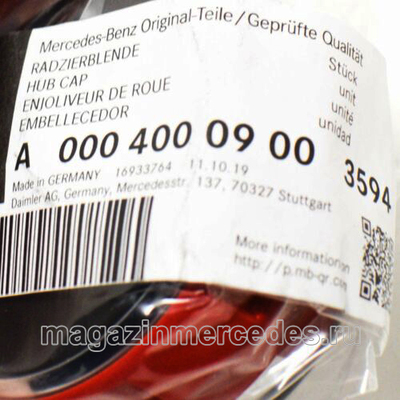 Mercedes-Benz Original-Teile / Geprüfte Qualität
RADZIERBLENDE
HUB CAP
ENJOLIVEUR DE ROUE
EMBELLECEDOR
Stück
unit
unité
unidad
A 000 400 09 00 3594
Made in GERMANY 16933764 11.10.19
Daimler AG, Germany, Mercedesstr. 137, 70327 Stuttgart
More information
http://p.mb-qr.com
magazinmercedes.ru